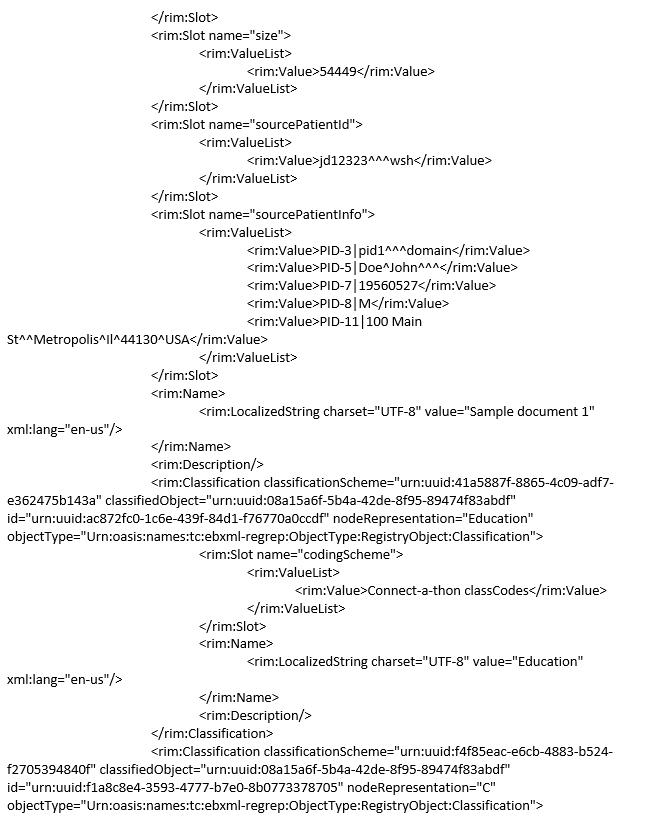 </rim:Slot>
<rim:Slot name="size">
<rim:ValueList>
<rim:Value>54449</rim:Value>
</rim:ValueList>
</rim:Slot>
<rim:Slot name="sourcePatientId">
<rim:ValueList>
<rim:Value>jd12323^^^wsh</rim:Value>
</rim:ValueList>
</rim:Slot>
<rim:Slot name="sourcePatientInfo">
<rim:ValueList>
<rim:Value>PID-3|pid1^^^domain</rim:Value>
<rim:Value>PID-5|Doe^John^^^</rim:Value>
<rim:Value>PID-7|19560527</rim:Value>
<rim:Value>PID-8|M</rim:Value>
<rim:Value>PID-11|100 Main
St^^Metropolis^Il^44130^USA</rim:Value>
</rim:ValueList>
</rim:Slot>
<rim:Name>
<rim:LocalizedString charset="UTF-8" value="Sample document 1"
xml:lang="en-us"/>
</rim:Name>
<rim:Description/>
<rim:Classification classificationScheme="urn:uuid:41a5887f-8865-4c09-adf7-
e362475b143a" classifiedObject="urn:uuid:08a15a6f-5b4a-42de-8f95-89474f83abdf"
id="urn:uuid:ac872fc0-1c6e-439f-84d1-f76770a0ccdf" nodeRepresentation="Education"
objectType="Urn:oasis:names:tc:ebxml-regrep:ObjectType:RegistryObject:Classification">
<rim:Slot name="codingScheme">
<rim:ValueList>
<rim:Value>Connect-a-thon classCodes</rim:Value>
</rim:ValueList>
</rim:Slot>
<rim:Name>
<rim:LocalizedString charset="UTF-8" value="Education"
xml:lang="en-us"/>
</rim:Name>
<rim:Description/>
</rim:Classification>
<rim:Classification classificationScheme="urn:uuid:f4f85eac-e6cb-4883-b524-
f2705394840f" classifiedObject="urn:uuid:08a15a6f-5b4a-42de-8f95-89474f83abdf"
id="urn:uuid:f1a8c8e4-3593-4777-b7e0-8b0773378705" nodeRepresentation="C"
objectType="Urn:oasis:names:tc:ebxml-regrep:ObjectType:RegistryObject:Classification">